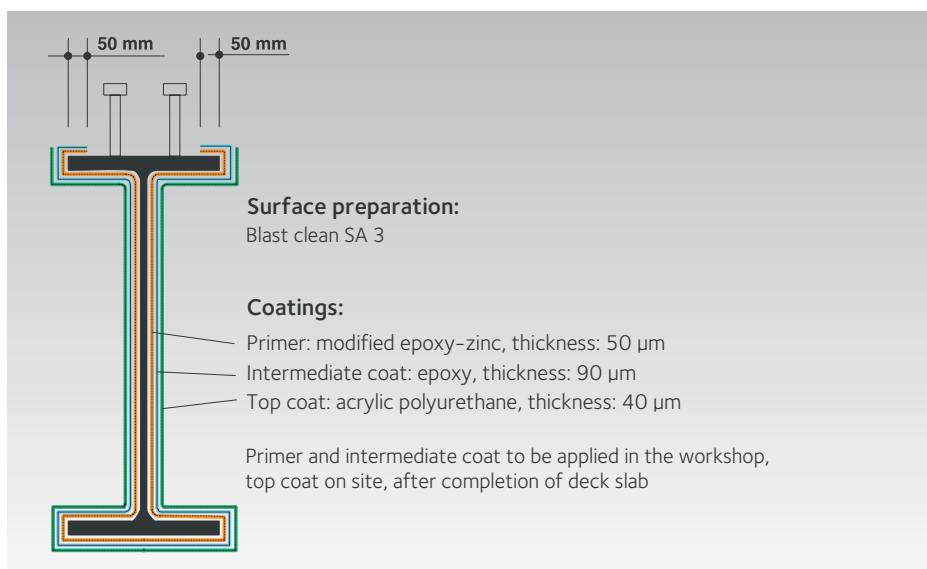 50 mm
50 mm
Surface preparation:
Blast clean SA 3
Coatings:
Primer: modified epoxy-zinc, thickness: 50 µm
Intermediate coat: epoxy, thickness: 90 µm
Top coat: acrylic polyurethane, thickness: 40 µm
Primer and intermediate coat to be applied in the workshop,
top coat on site, after completion of deck slab